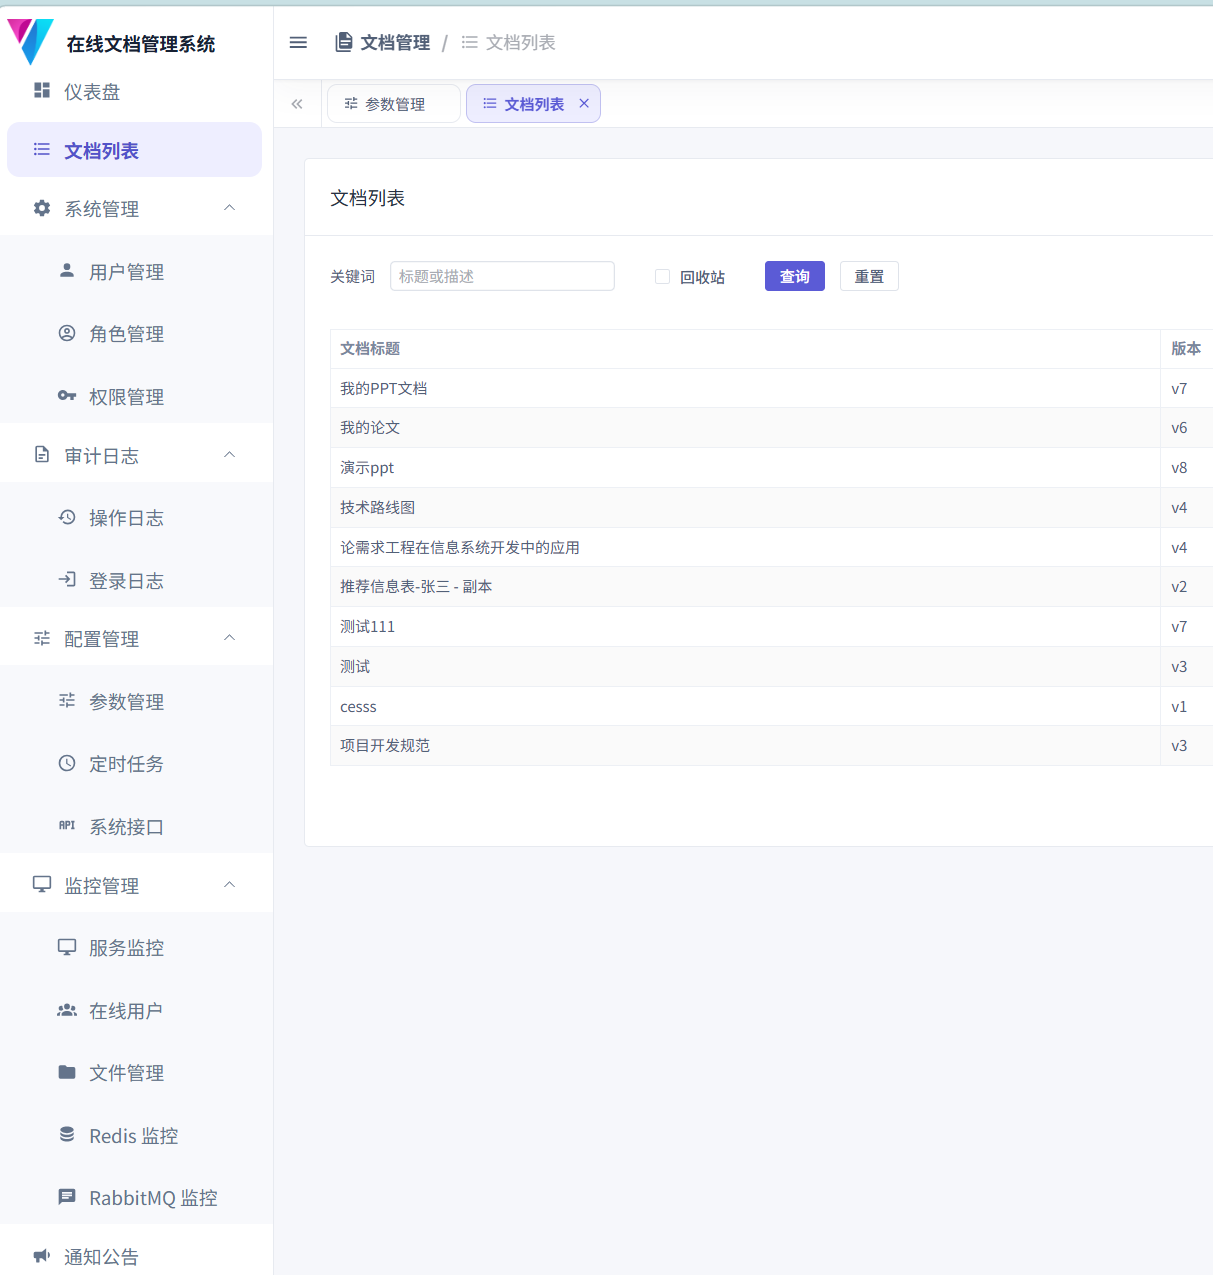 在线文档管理系统
仪表盘
文档列表
系统管理
用户管理
角色管理
权限管理
审计日志
操作日志
登录日志
配置管理
参数管理
定时任务
API 系统接口
监控管理
服务监控
在线用户
文件管理
Redis 监控
RabbitMQ 监控
通知公告
文档管理 / 文档列表
参数管理 文档列表
文档列表
关键词 标题或描述 回收站 查询 重置
文档标题 版本
我的PPT文档 v7
我的论文 v6
演示ppt v8
技术路线图 v4
论需求工程在信息系统开发中的应用 v4
推荐信息表-张三 - 副本 v2
测试111 v7
测试 v3
cesss v1
项目开发规范 v3